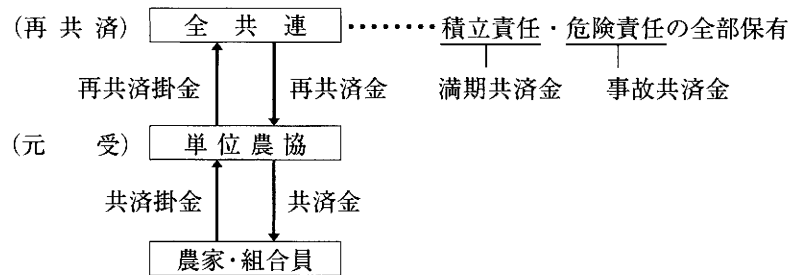 (再共済) 全共連 ········ 積立責任・危険責任の全部保有
再共済掛金 再共済金 満期共済金 事故共済金
(元受) 単位農協
共済掛金 共済金
農家・組合員